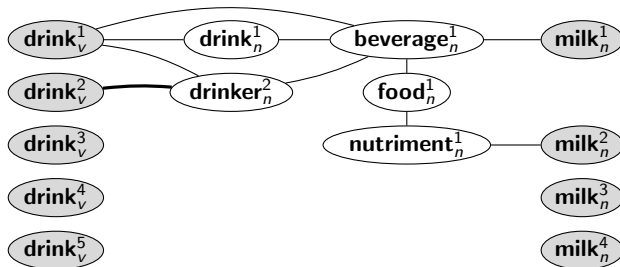 drink¹ᵥ drink¹ₙ beverage¹ₙ milk¹ₙ
drink²ᵥ drinker²ₙ food¹ₙ
drink³ᵥ nutriment¹ₙ milk²ₙ
drink⁴ᵥ milk³ₙ
drink⁵ᵥ milk⁴ₙ